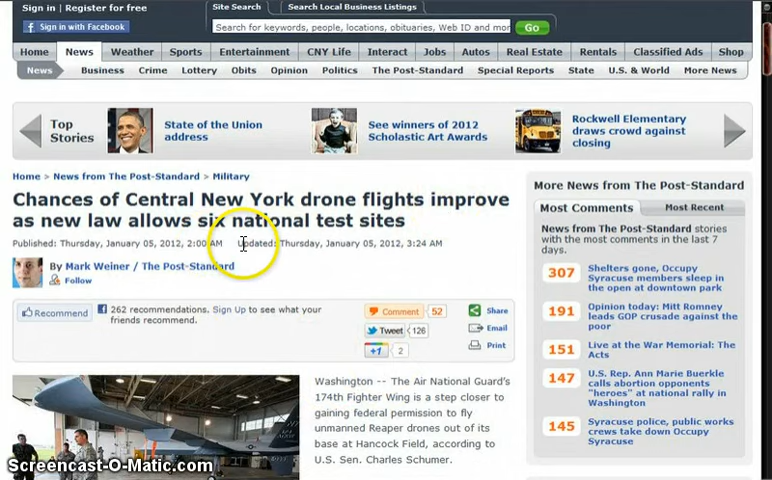 Sign in | Register for free
Site Search
Search Local Business Listings
Sign in with Facebook
Search for keywords, people, locations, obituaries, Web ID and mor
Go
Home News Weather Sports Entertainment CNY Life Interact Jobs Autos Real Estate Rentals Classified Ads Shop
News Business Crime Lottery Obits Opinion Politics The Post-Standard Special Reports State U.S. & World More News
Top
Stories
State of the Union
address
See winners of 2012
Scholastic Art Awards
Rockwell Elementary
draws crowd against
closing
Home > News from The Post-Standard > Military
Chances of Central New York drone flights improve
as new law allows six national test sites
Published: Thursday, January 05, 2012, 2:00 AM Updated: Thursday, January 05, 2012, 3:24 AM
By Mark Weiner / The Post-Standard
Follow
Recommend
262 recommendations. Sign Up to see what your
friends recommend.
Comment 52
Tweet 126
+1 2
Share
Email
Print
Washington -- The Air National Guard's
174th Fighter Wing is a step closer to
gaining federal permission to fly
unmanned Reaper drones out of its
base at Hancock Field, according to
U.S. Sen. Charles Schumer.
More News from The Post-Standard
Most Comments
Most Recent
News from The Post-Standard stories
with the most comments in the last 7
days.
307
Shelters gone, Occupy
Syracuse members sleep in
the open at downtown park
191
Opinion today: Mitt Romney
leads GOP crusade against the
poor
151
Live at the War Memorial: The
Acts
147
U.S. Rep. Ann Marie Buerkle
calls abortion opponents
"heroes" at national rally in
Washington
145
Syracuse police, public works
crews take down Occupy
Syracuse
Screencast-O-Matic.com